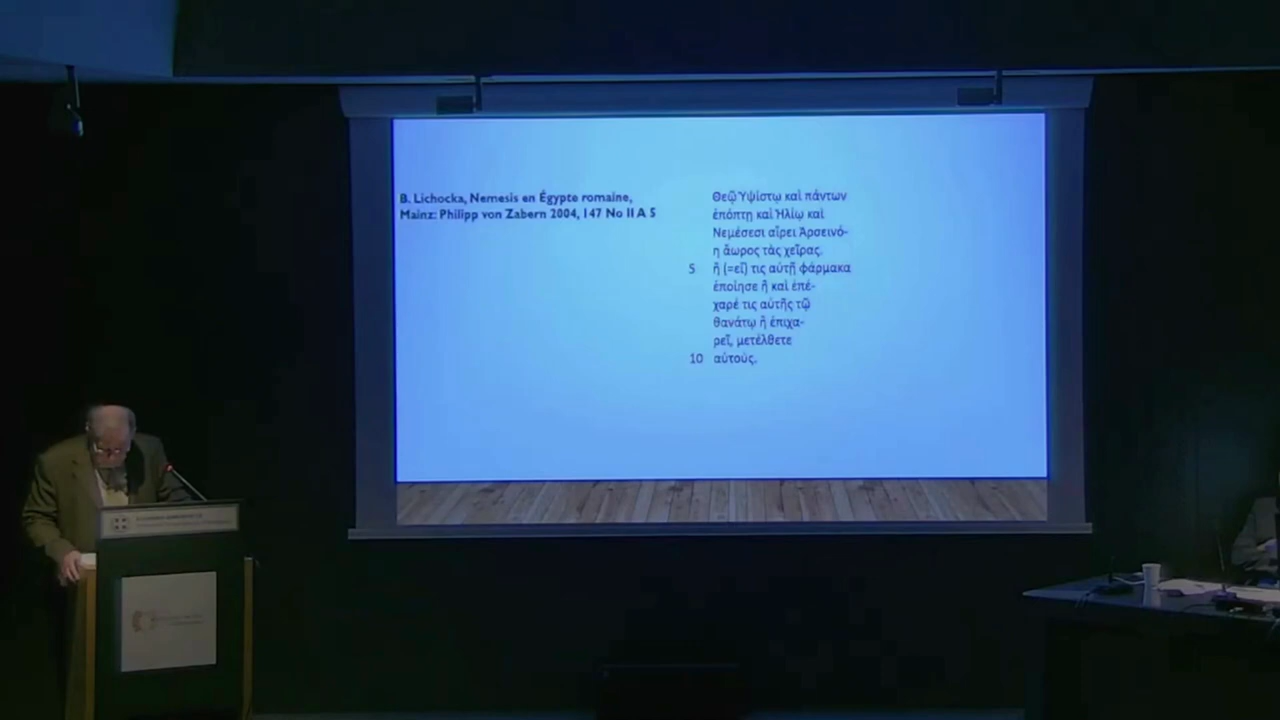 B. Lichocka, Nemesis en Égypte romaine,
Mainz: Philipp von Zabern 2004, 147 No II A 5
Θεῷ Ὑψίστῳ καὶ πάντων
ἐπόπτῃ καὶ Ἡλίῳ καὶ
Νεμέσεσι αἴρει Ἀρσεινό-
η ἄωρος τὰς χεῖρας.
5 ἤ (=εἴ) τις αὐτῇ φάρμακα
ἐποίησε ἢ καὶ ἐπέ-
χαρέ τις αὐτῆς τῷ
θανάτῳ ἢ ἐπιχα-
ρεῖ, μετέλθετε
10 αὐτούς.